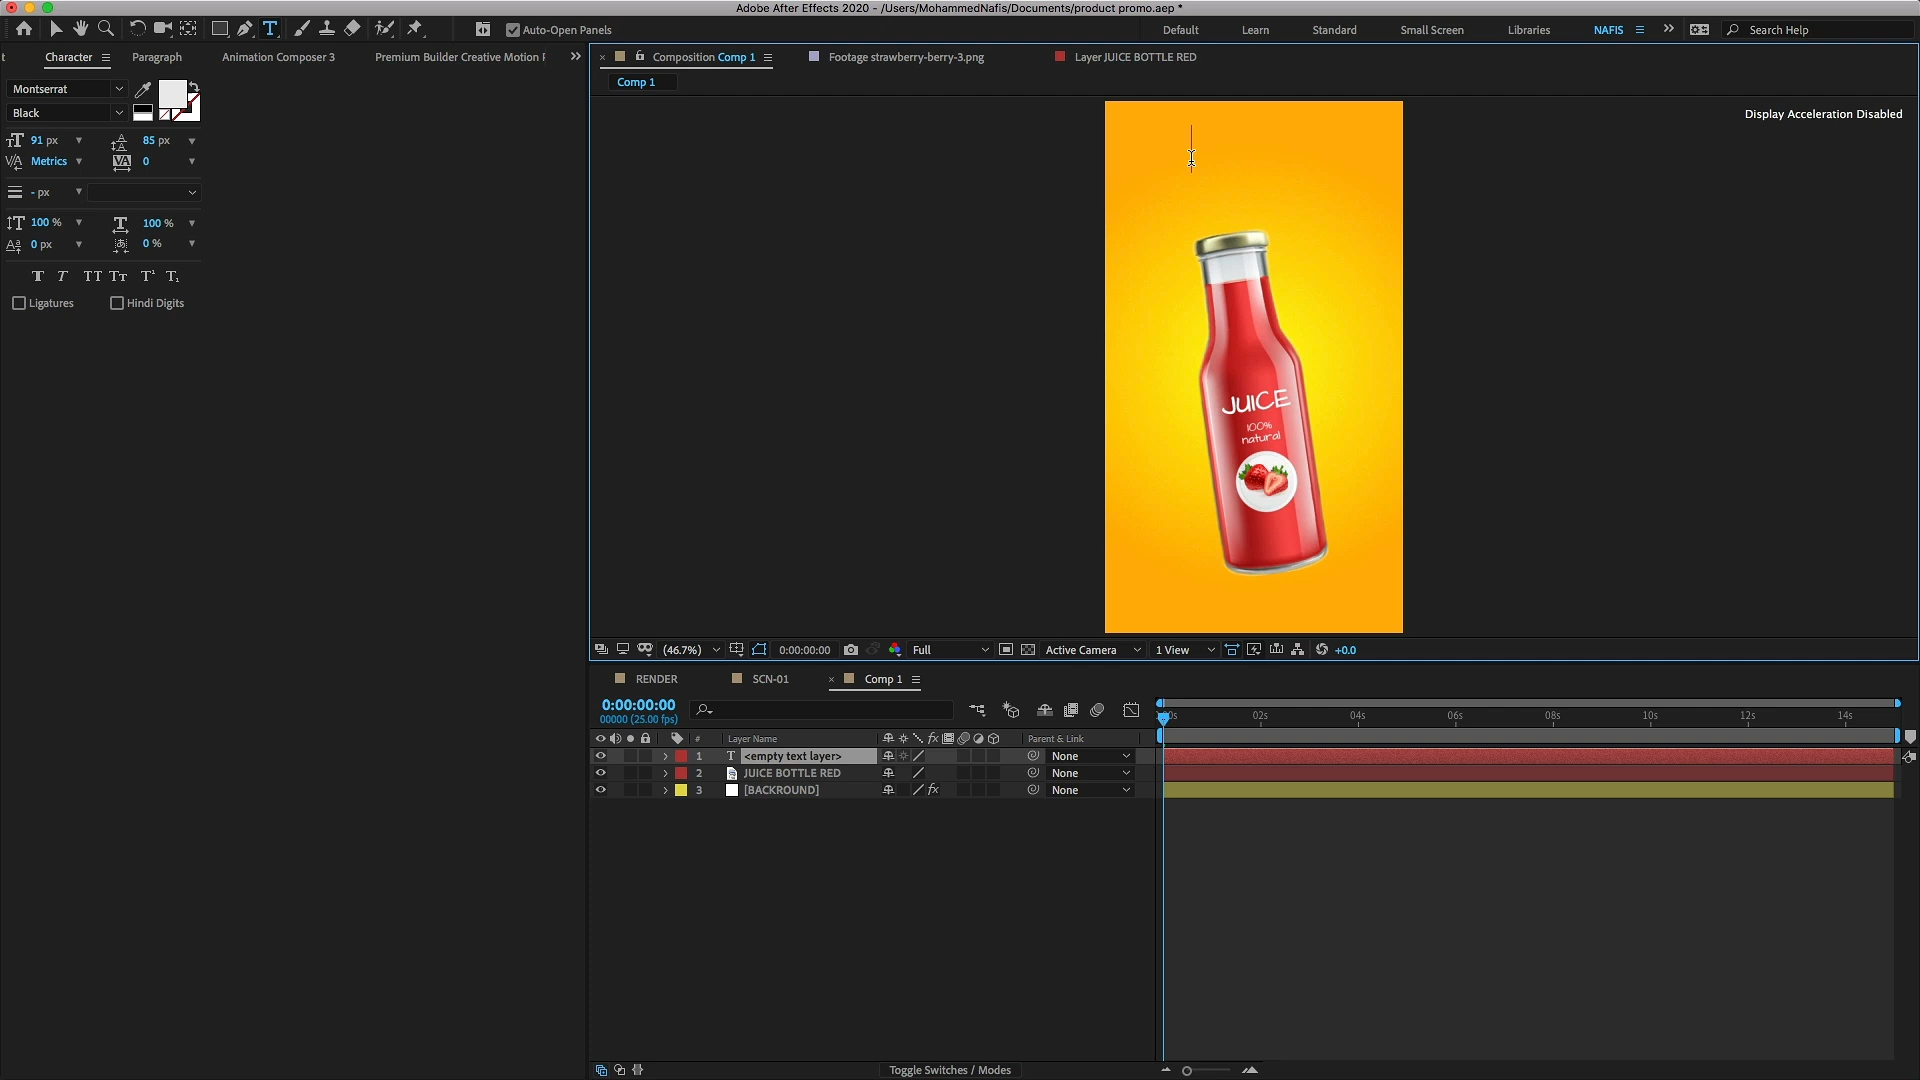 Adobe After Effects 2020 - /Users/MohammedNafis/Documents/product promo.aep *
Auto-Open Panels
Default
Learn
Standard
Small Screen
Libraries
NAFIS
Search Help
t
Character
Paragraph
Animation Composer 3
Premium Builder Creative Motion
Composition Comp 1
Footage strawberry-berry-3.png
Layer JUICE BOTTLE RED
Comp 1
Montserrat
Black
91 px
85 px
Metrics
0
- px
100 %
100 %
0 px
0 %
Ligatures
Hindi Digits
Display Acceleration Disabled
JUICE
100%
natural
(46.7%)
0:00:00:00
Full
Active Camera
1 View
+0.0
RENDER
SCN-01
Comp 1
0:00:00:00
00000 (25.00 fps)
02s
04s
06s
08s
10s
12s
14s
# Layer Name
Parent & Link
1 T <empty text layer> None
2 JUICE BOTTLE RED None
3 [BACKROUND] fx None
Toggle Switches / Modes